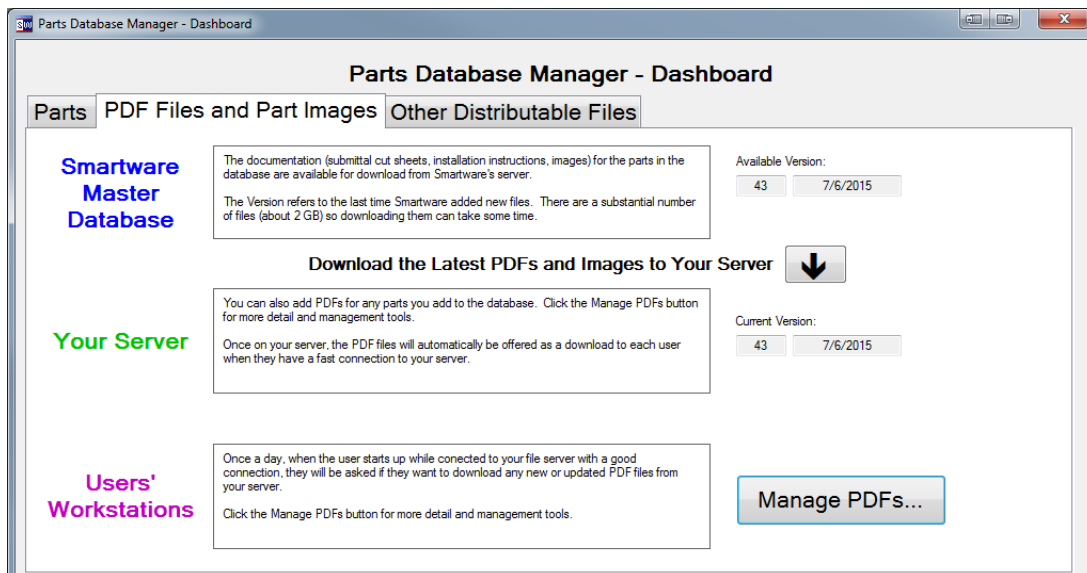 SW Parts Database Manager - Dashboard
Parts Database Manager - Dashboard
Parts PDF Files and Part Images Other Distributable Files
Smartware
Master
Database
The documentation (submittal cut sheets, installation instructions, images) for the parts in the
database are available for download from Smartware's server.
The Version refers to the last time Smartware added new files. There are a substantial number
of files (about 2 GB) so downloading them can take some time.
Available Version:
43 7/6/2015
Download the Latest PDFs and Images to Your Server
Your Server
You can also add PDFs for any parts you add to the database. Click the Manage PDFs button
for more detail and management tools.
Once on your server, the PDF files will automatically be offered as a download to each user
when they have a fast connection to your server.
Current Version:
43 7/6/2015
Users'
Workstations
Once a day, when the user starts up while conected to your file server with a good
connection, they will be asked if they want to download any new or updated PDF files from
your server.
Click the Manage PDFs button for more detail and management tools.
Manage PDFs...